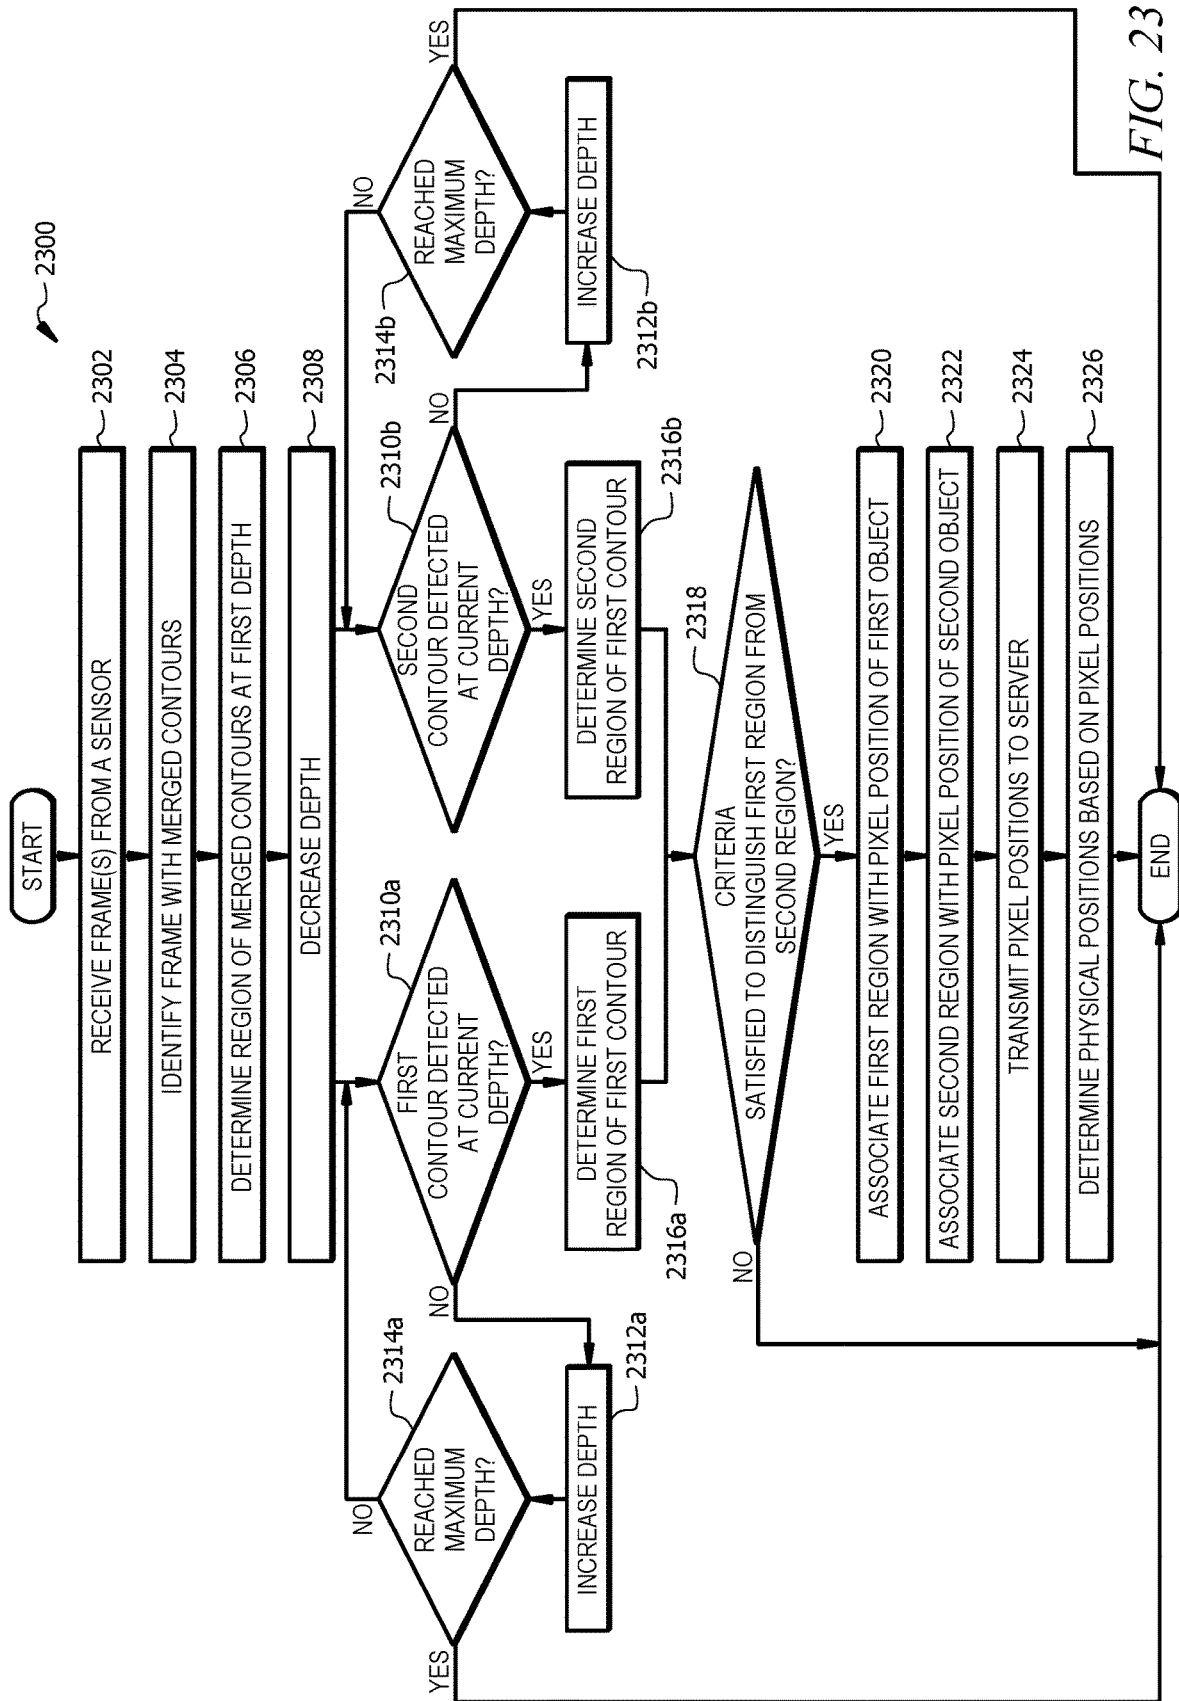 2300
START
RECEIVE FRAME(S) FROM A SENSOR
2302
IDENTIFY FRAME WITH MERGED CONTOURS
2304
DETERMINE REGION OF MERGED CONTOURS AT FIRST DEPTH
2306
DECREASE DEPTH
2308
NO
REACHED
MAXIMUM
DEPTH?
2314a
YES
FIRST
CONTOUR DETECTED
AT CURRENT
DEPTH?
2310a
NO
YES
SECOND
CONTOUR DETECTED
AT CURRENT
DEPTH?
2310b
NO
YES
NO
REACHED
MAXIMUM
DEPTH?
2314b
YES
INCREASE DEPTH
2312a
DETERMINE FIRST
REGION OF FIRST CONTOUR
2316a
DETERMINE SECOND
REGION OF FIRST CONTOUR
2316b
INCREASE DEPTH
2312b
CRITERIA
SATISFIED TO DISTINGUISH FIRST REGION FROM
SECOND REGION?
2318
NO
YES
ASSOCIATE FIRST REGION WITH PIXEL POSITION OF FIRST OBJECT
2320
ASSOCIATE SECOND REGION WITH PIXEL POSITION OF SECOND OBJECT
2322
TRANSMIT PIXEL POSITIONS TO SERVER
2324
DETERMINE PHYSICAL POSITIONS BASED ON PIXEL POSITIONS
2326
END
FIG. 23